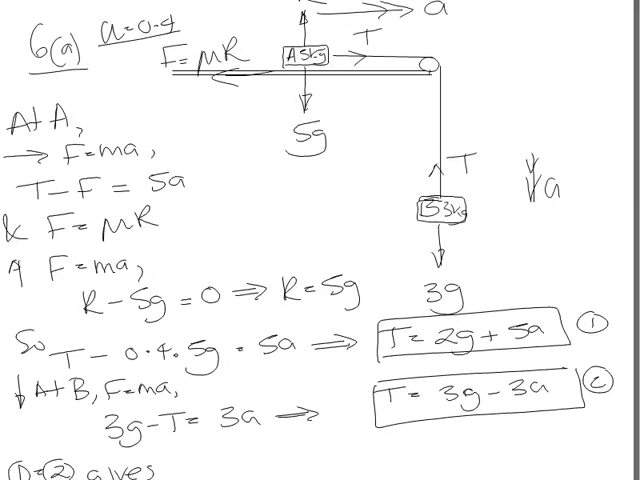 6(a) a=0.4
R
a
F=μR
A 5kg
T
5g
T
a
B 3kg
3g
At A,
→ F=ma,
T-F = 5a
& F=μR
↑ F=ma,
R-5g=0 ⇒ R=5g
So T - 0.4.5g = 5a ⇒ T = 2g + 5a ①
↓ At B, F=ma,
3g-T = 3a ⇒ T = 3g - 3a ②
①=② gives